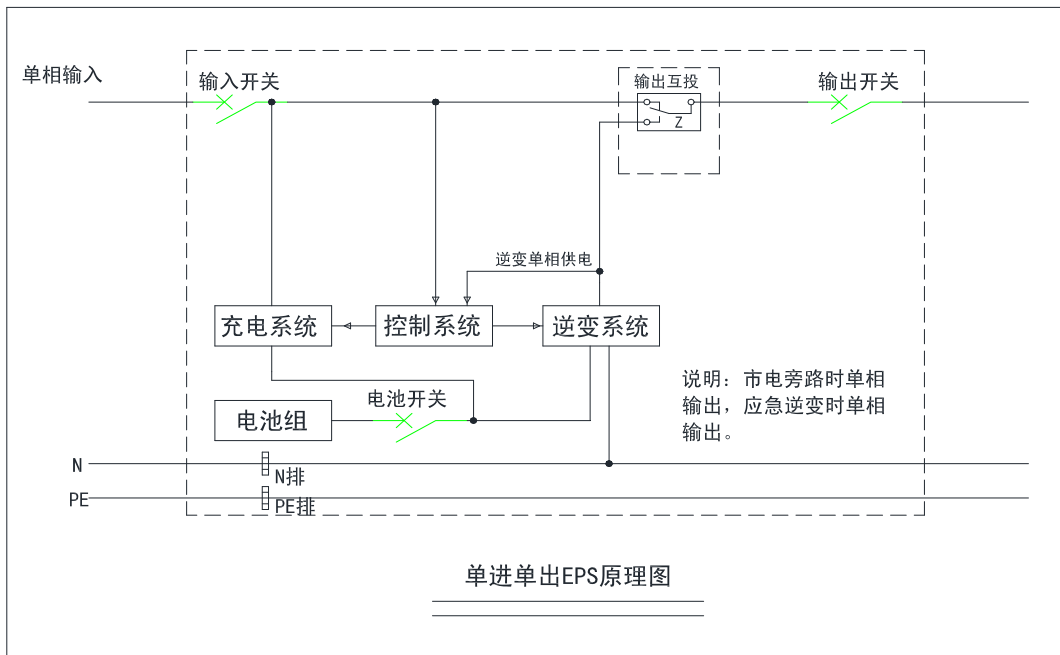 单相输入
输入开关
输出互投
输出开关
Z
逆变单相供电
充电系统
控制系统
逆变系统
说明：市电旁路时单相
输出，应急逆变时单相
输出。
电池开关
电池组
N
N排
PE
PE排
单进单出EPS原理图